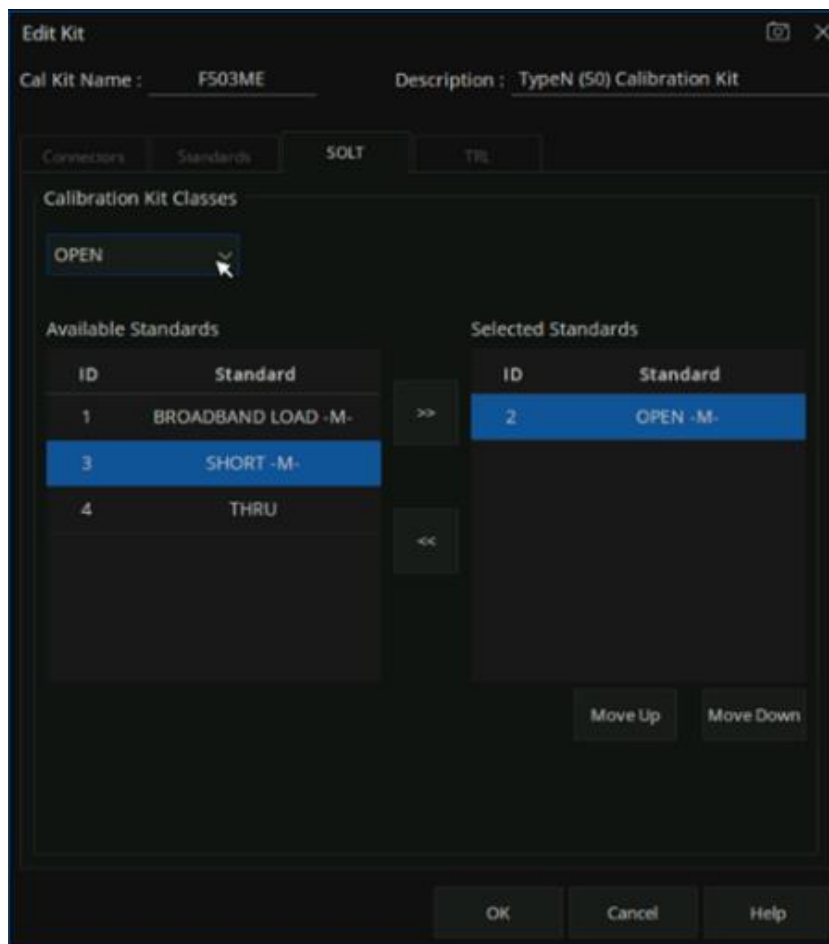 Edit Kit
Cal Kit Name : F503ME Description : TypeN (50) Calibration Kit
Connectors Standards SOLT TRL
Calibration Kit Classes
OPEN
Available Standards Selected Standards
ID Standard ID Standard
1 BROADBAND LOAD -M- >> 2 OPEN -M-
3 SHORT -M-
4 THRU
<<
Move Up Move Down
OK Cancel Help